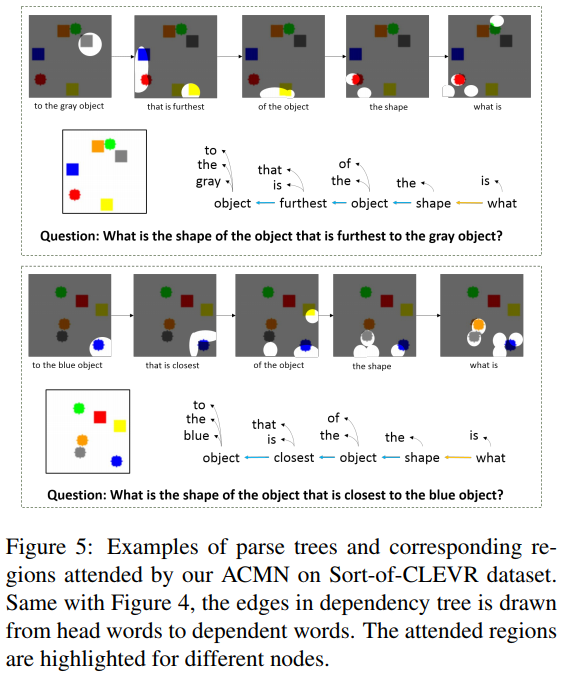 to the gray object that is furthest of the object the shape what is
to
the
gray
that
is
of
the
the
is
object furthest object shape what
Question: What is the shape of the object that is furthest to the gray object?
to the blue object that is closest of the object the shape what is
to
the
blue
that
is
of
the
the
is
object closest object shape what
Question: What is the shape of the object that is closest to the blue object?
Figure 5: Examples of parse trees and corresponding re-
gions attended by our ACMN on Sort-of-CLEVR dataset.
Same with Figure 4, the edges in dependency tree is drawn
from head words to dependent words. The attended regions
are highlighted for different nodes.